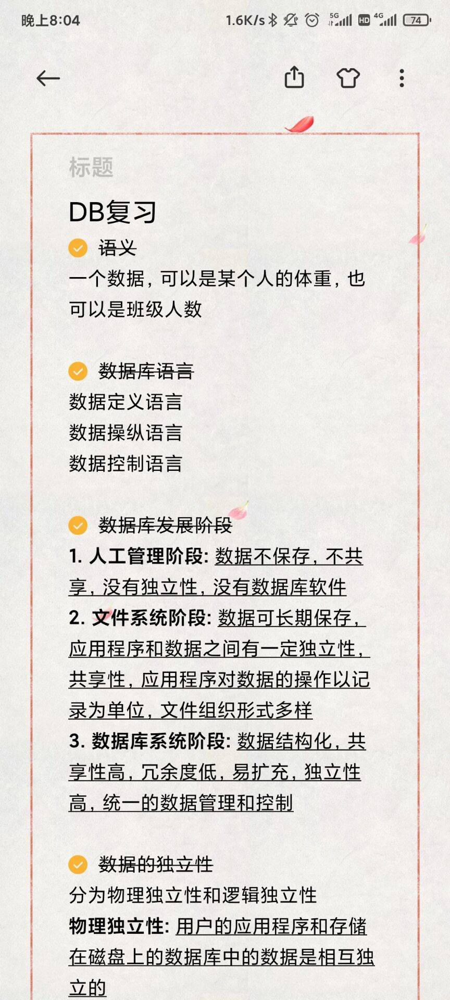 晚上8:04
1.6K/s 5G HD 4G 74
标题
DB复习
语义
一个数据，可以是某个人的体重，也
可以是班级人数
数据库语言
数据定义语言
数据操纵语言
数据控制语言
数据库发展阶段
1. 人工管理阶段: 数据不保存，不共
享，没有独立性，没有数据库软件
2. 文件系统阶段: 数据可长期保存，
应用程序和数据之间有一定独立性，
共享性，应用程序对数据的操作以记
录为单位，文件组织形式多样
3. 数据库系统阶段: 数据结构化，共
享性高，冗余度低，易扩充，独立性
高，统一的数据管理和控制
数据的独立性
分为物理独立性和逻辑独立性
物理独立性: 用户的应用程序和存储
在磁盘上的数据库中的数据是相互独
立的